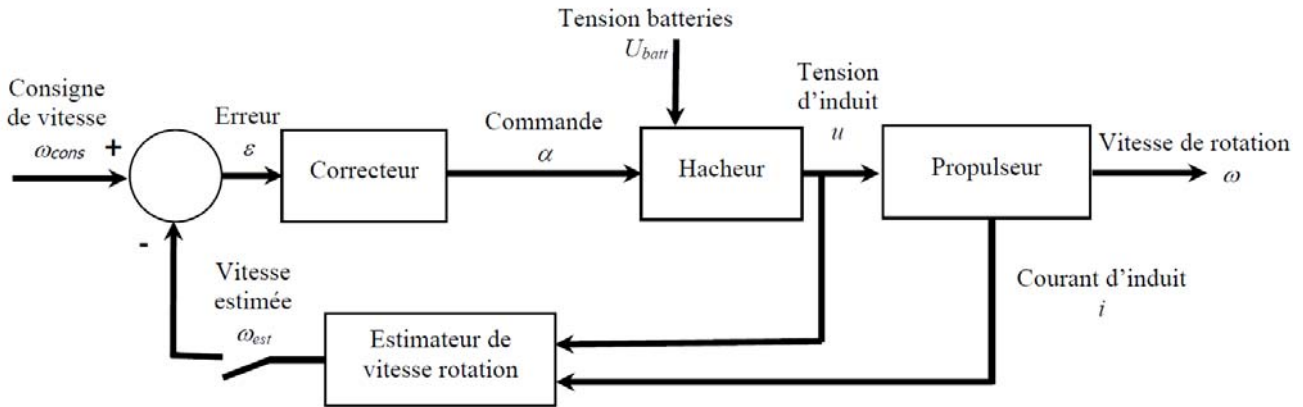 Tension batteries
U_batt
Consigne
de vitesse
ω_cons +
Erreur
ε
Correcteur
Commande
α
Hacheur
Tension
d'induit
u
Propulseur
Vitesse de rotation
ω
-
Vitesse
estimée
ω_est
Estimateur de
vitesse rotation
Courant d'induit
i